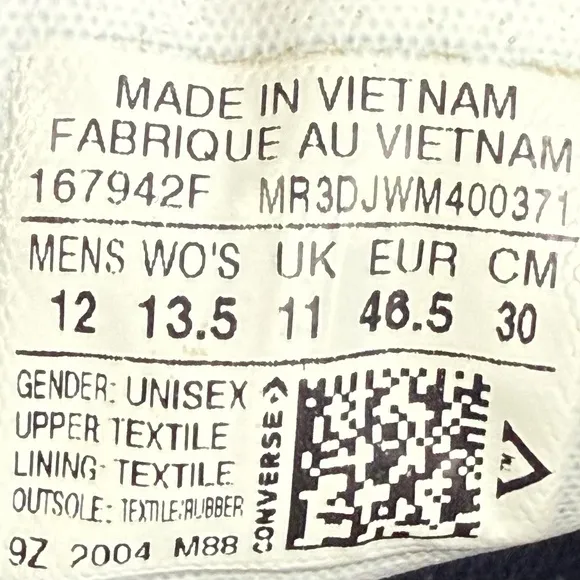 MADE IN VIETNAM
FABRIQUE AU VIETNAM
167942F MR3DJWM400371
MENS WO'S UK EUR CM
12 13.5 11 46.5 30
GENDER: UNISEX
UPPER TEXTILE
LINING: TEXTILE
OUTSOLE: TEXTILE/RUBBER
9Z 2004 M88
CONVERSE
TM